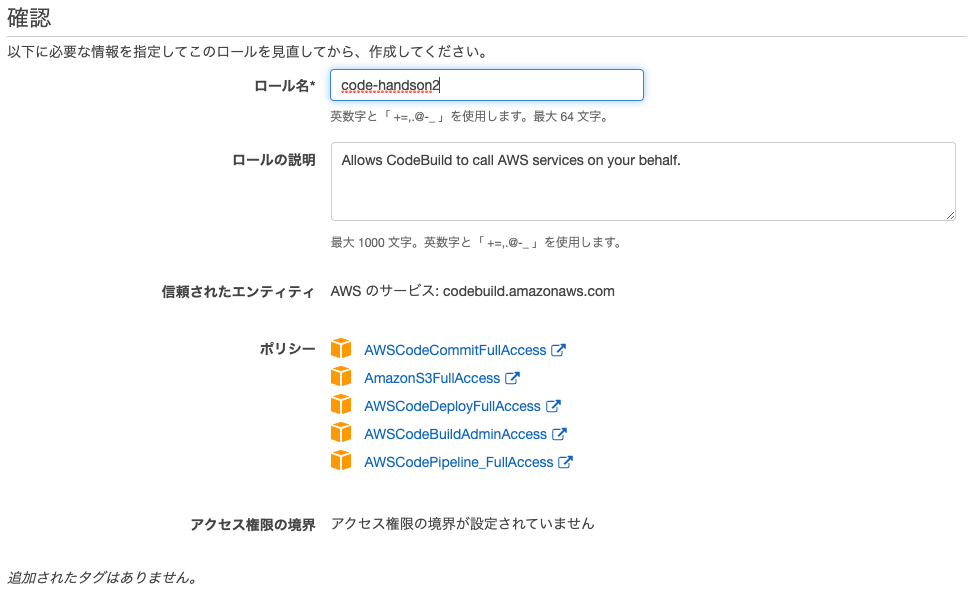 確認
以下に必要な情報を指定してこのロールを見直してから、作成してください。
ロール名* code-handson2
英数字と「 +=,.@-_ 」を使用します。最大 64 文字。
ロールの説明 Allows CodeBuild to call AWS services on your behalf.
最大 1000 文字。英数字と「 +=,.@-_ 」を使用します。
信頼されたエンティティ AWS のサービス: codebuild.amazonaws.com
ポリシー AWSCodeCommitFullAccess
AmazonS3FullAccess
AWSCodeDeployFullAccess
AWSCodeBuildAdminAccess
AWSCodePipeline_FullAccess
アクセス権限の境界 アクセス権限の境界が設定されていません
追加されたタグはありません。